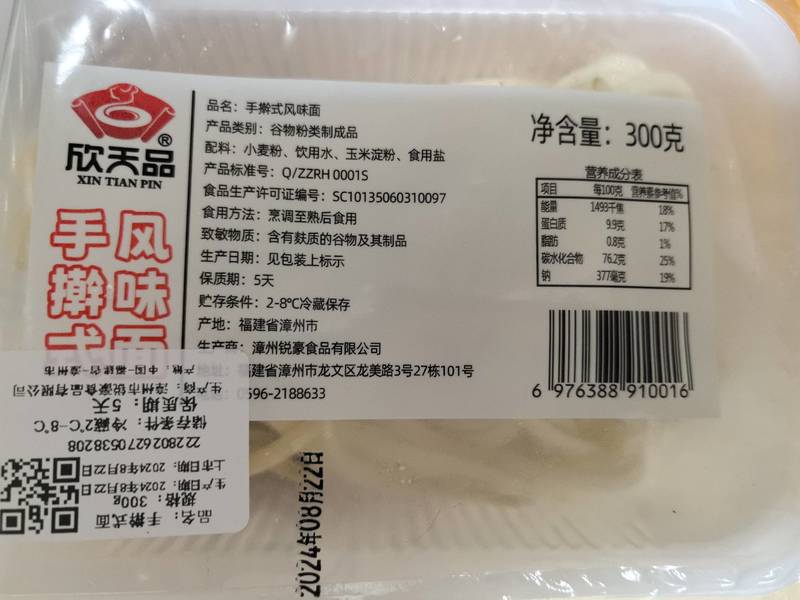 欣天品®
XIN TIAN PIN
手擀式
风味面
品名：手擀式风味面
产品类别：谷物粉类制成品
配料：小麦粉、饮用水、玉米淀粉、食用盐
产品标准号：Q/ZZRH 0001S
食品生产许可证编号：SC10135060310097
食用方法：烹调至熟后食用
致敏物质：含有麸质的谷物及其制品
生产日期：见包装上标示
保质期：5天
贮存条件：2-8℃冷藏保存
产地：福建省漳州市
生产商：漳州锐豪食品有限公司
福建省漳州市龙文区龙美路3号27栋101号
0596-2188633
净含量：300克
营养成分表
项目 每100克 营养素参考值%
能量 1493千焦 18%
蛋白质 9.9克 17%
脂肪 0.8克 1%
碳水化合物 76.2克 25%
钠 377毫克 19%
6 976388 910016
品名：手擀式面
规格：300g
生产日期：2024年8月22日
上市日期：2024年8月22日
2228026270538208
储存条件：冷藏2℃-8℃
保质期：5天
生产商：漳州市锐豪食品有限公司
产地：中国-福建省-漳州市
2024年08月22日